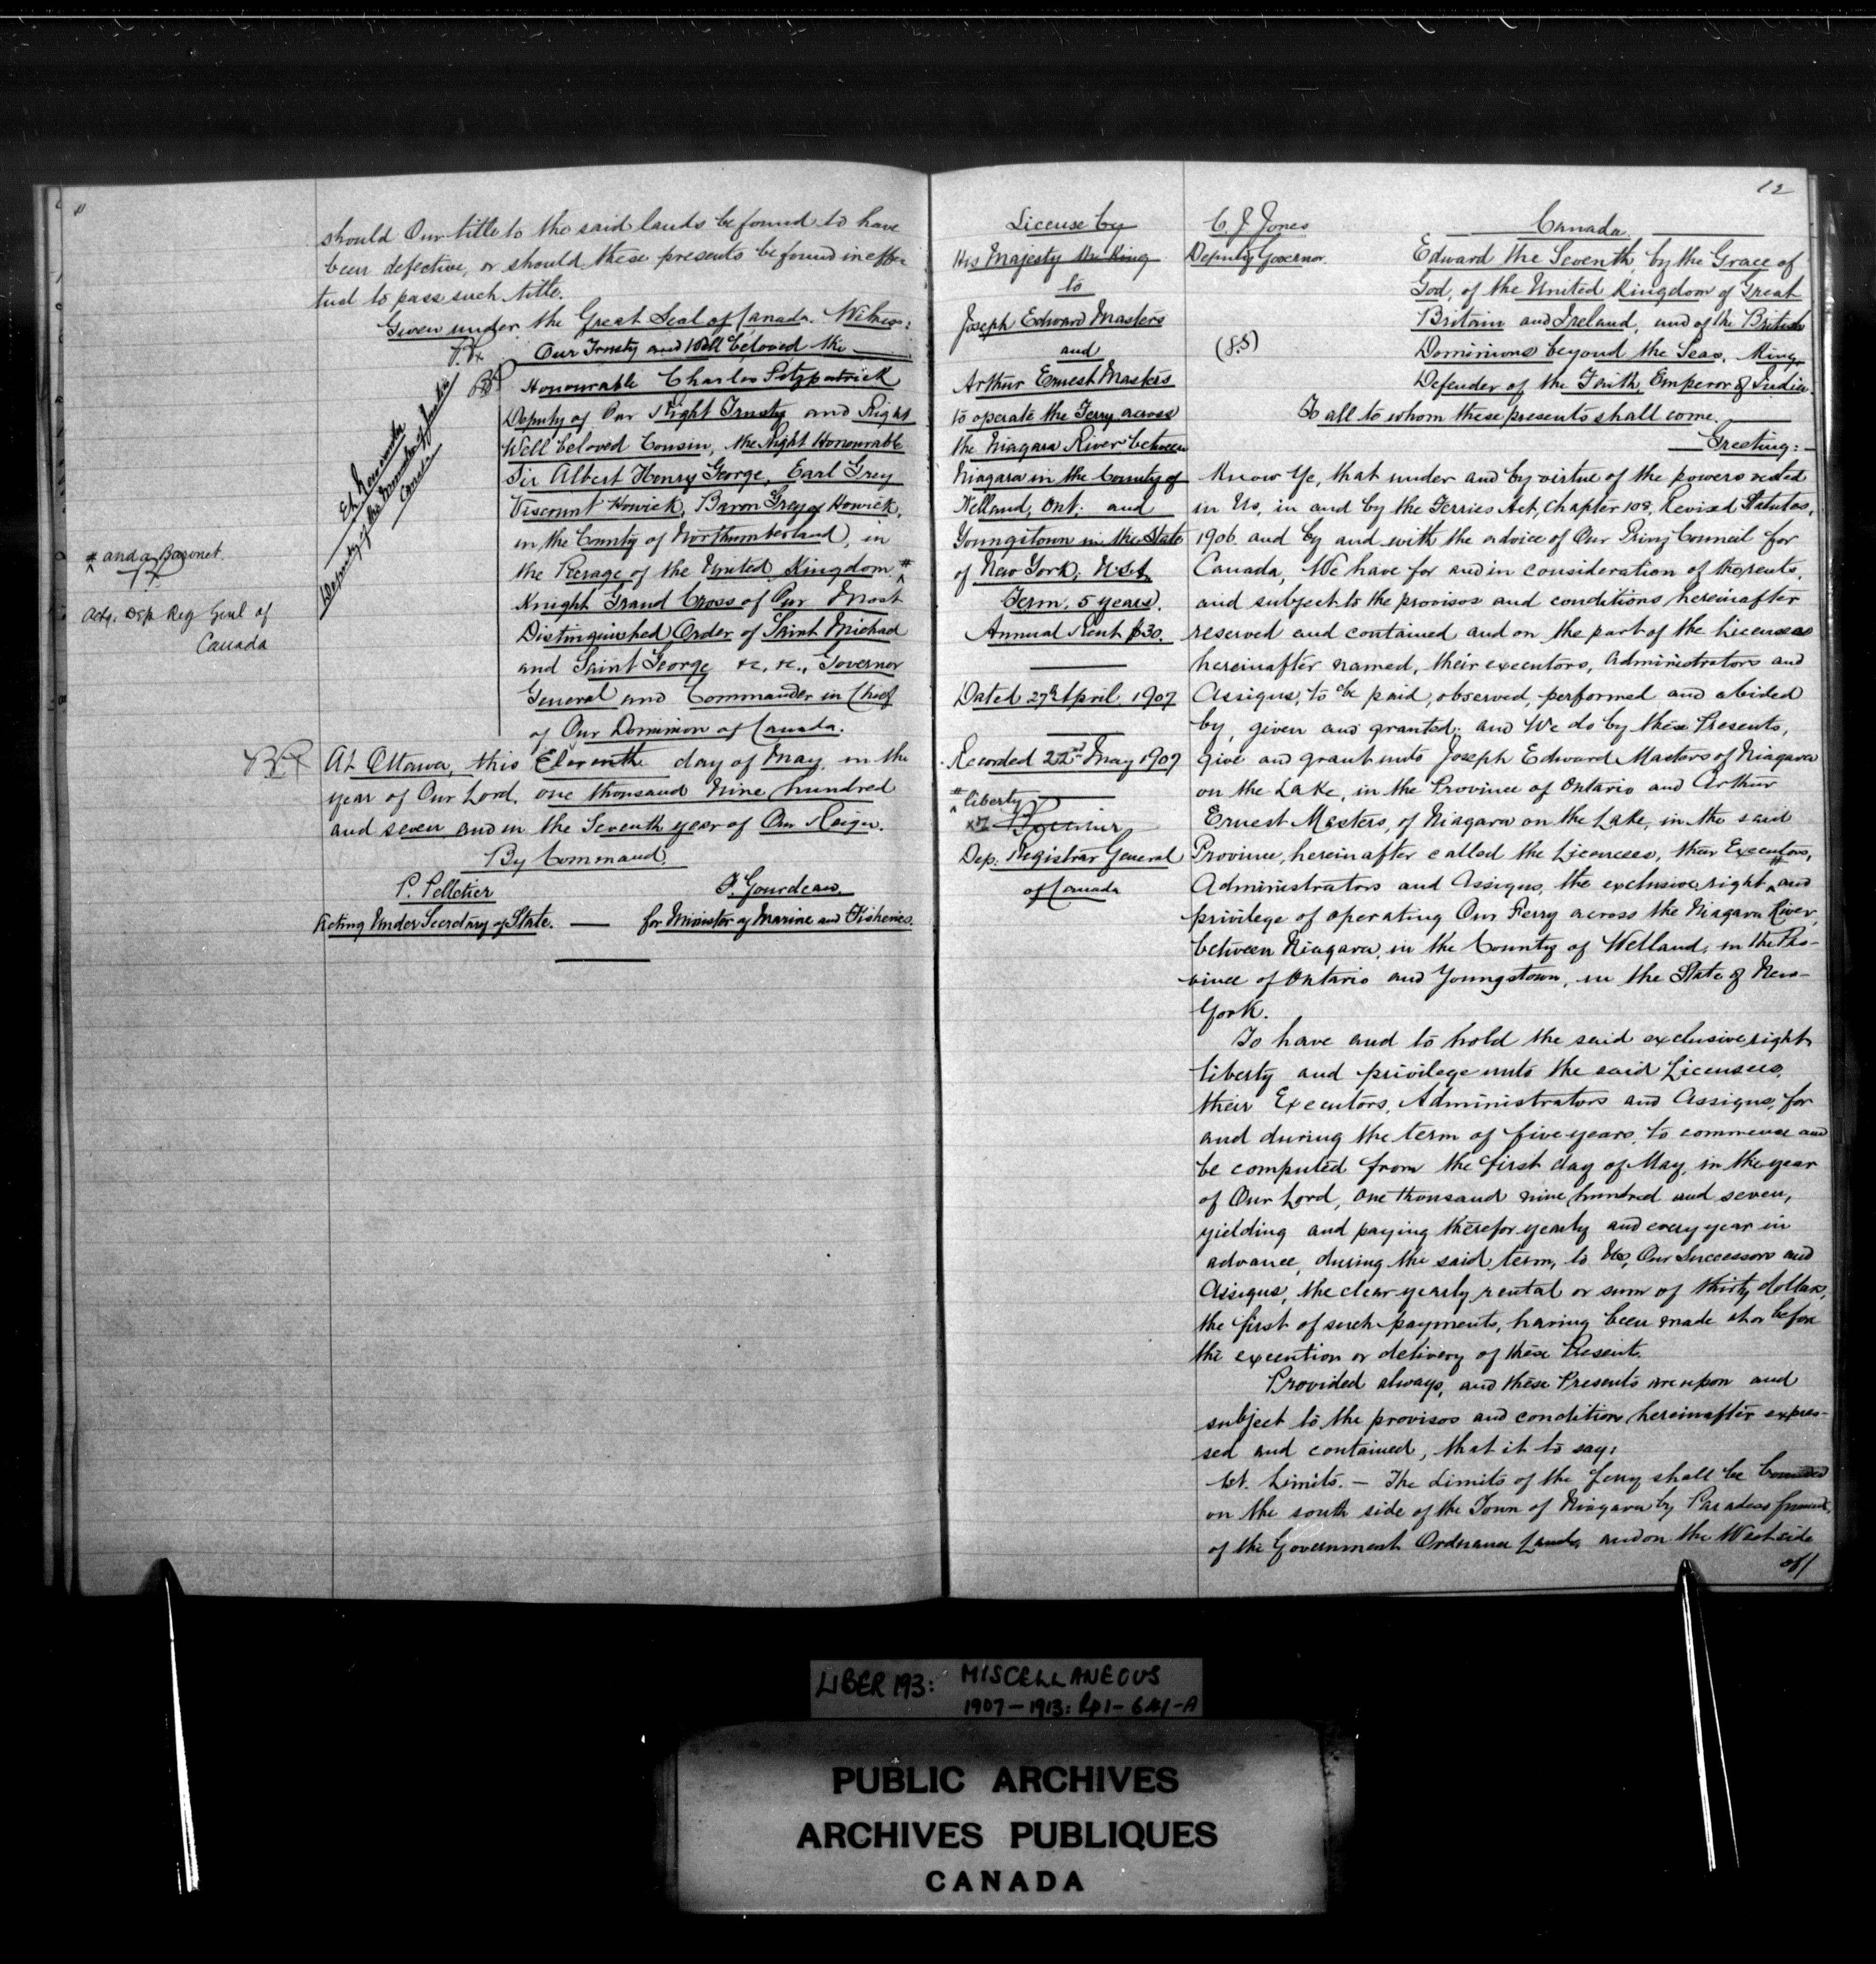 11
should Our title to the said lands be found to have
been defective, or should these presents be found ineffec
tual to pass such title.
Given under the Great Seal of Canada. Witness:
Our Trusty and Well beloved the
Honourable Charles Fitzpatrick
Deputy of Our Right Trusty and Right
Well beloved Cousin, the Right Honourable
Sir Albert Henry George, Earl Grey
Viscount Howick, Baron Grey of Howick,
in the County of Northumberland, in
the Peerage of the United Kingdom #
Knight Grand Cross of Our Most
Distinguished Order of Saint Michael
and Saint George &c. &c., Governor
General and Commander in Chief
of Our Dominion of Canada.
Deputy of the Minister of Justice
Canada
# and a Baronet.
Actg. Dep Reg Genl of
Canada
At Ottawa, this Eleventh day of May, in the
year of Our Lord, one thousand nine hundred
and seven and in the Seventh year of Our Reign.
By Command.
P. Pelletier
F. Gourdeau
Acting Under Secretary of State. — for Minister of Marine and Fisheries.
12
License by
His Majesty the King
to
Joseph Edward Masters
and
Arthur Ernest Masters
to operate the Ferry across
the Niagara River between
Niagara in the County of
Welland, Ont. and
Youngstown in the State
of New York, U.S.A.
Term, 5 years.
Annual Rent $30.
Dated 27th April 1907
Recorded 22nd May 1907
# liberty
Dep. Registrar General
of Canada
C. J. Jones
Deputy Governor
(L.S)
Canada
Edward the Seventh, by the Grace of
God, of the United Kingdom of Great
Britain and Ireland, and of the British
Dominions beyond the Seas, King
Defender of the Faith, Emperor of India.
To all to whom these presents shall come.
Greeting:—
Know Ye, that under and by virtue of the powers vested
in Us, in and by the Ferries Act, Chapter 108, Revised Statutes,
1906 and by and with the advice of Our Privy Council for
Canada, We have for and in consideration of the rents,
and subject to the provisos and conditions, hereinafter
reserved and contained and on the part of the Licensees
hereinafter named, their executors, administrators and
Assigns, to be paid, observed, performed and abided
by, given and granted; and We do by these Presents,
give and grant unto Joseph Edward Masters of Niagara
on the Lake, in the Province of Ontario and Arthur
Ernest Masters, of Niagara on the Lake, in the said
Province, hereinafter called the Licensees, their Executors,
Administrators and Assigns, the exclusive right # and
privilege of operating Our Ferry across the Niagara River,
between Niagara, in the County of Welland, in the Pro-
vince of Ontario and Youngstown, in the State of New-
York.
To have and to hold the said exclusive right
liberty and privilege unto the said Licensees,
their Executors, Administrators and Assigns, for
and during the term of five years, to commence and
be computed from the first day of May, in the year
of Our Lord, one thousand nine hundred and seven,
yielding and paying therefor yearly and every year in
advance, during the said term, to Us, Our Successors and
Assigns, the clear yearly rental or sum of thirty dollars,
the first of such payments, having been made at or before
the execution or delivery of these Present.
Provided always, and these Presents are upon and
subject to the provisos and condition hereinafter expres-
sed and contained, that it to say:
1st. Limits. — The Limits of the ferry shall be bounded
on the south side of the Town of Niagara by
of the Government Ordnance Lands, and on the West side
of/
LIBER 193: MISCELLANEOUS
1907–1913: pp 1–641-A
PUBLIC ARCHIVES
ARCHIVES PUBLIQUES
CANADA